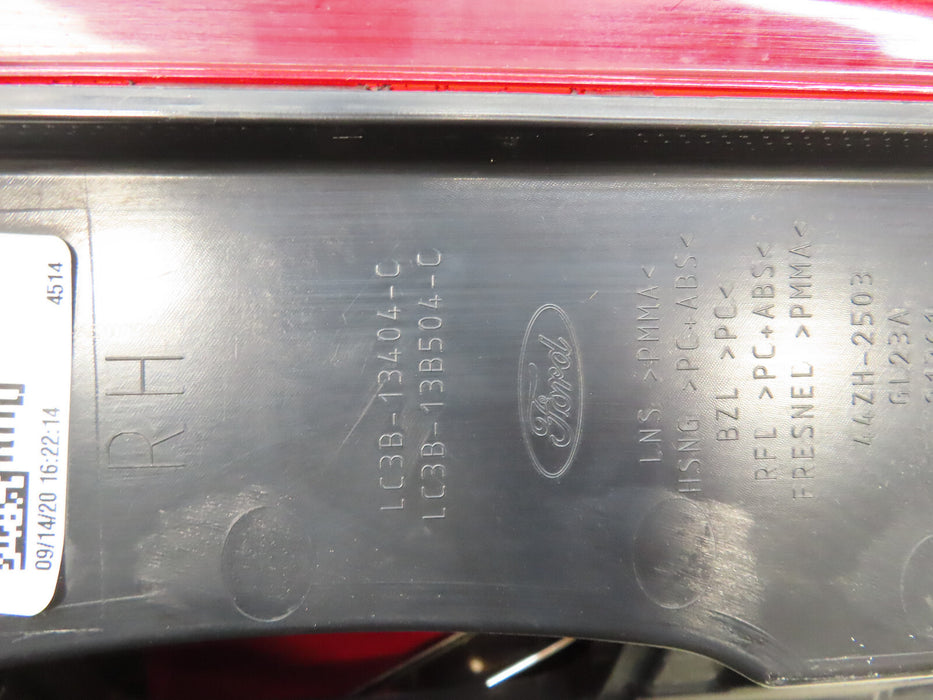 4514
09/14/20 16:22:14
RH
LC3B-13404-C
LC3B-13B504-C
Ford
LNS >PMMA<
HSNG >PC+ABS<
BZL >PC<
RFL >PC+ABS<
FRESNEL >PMMA<
44ZH-2503
GL23A